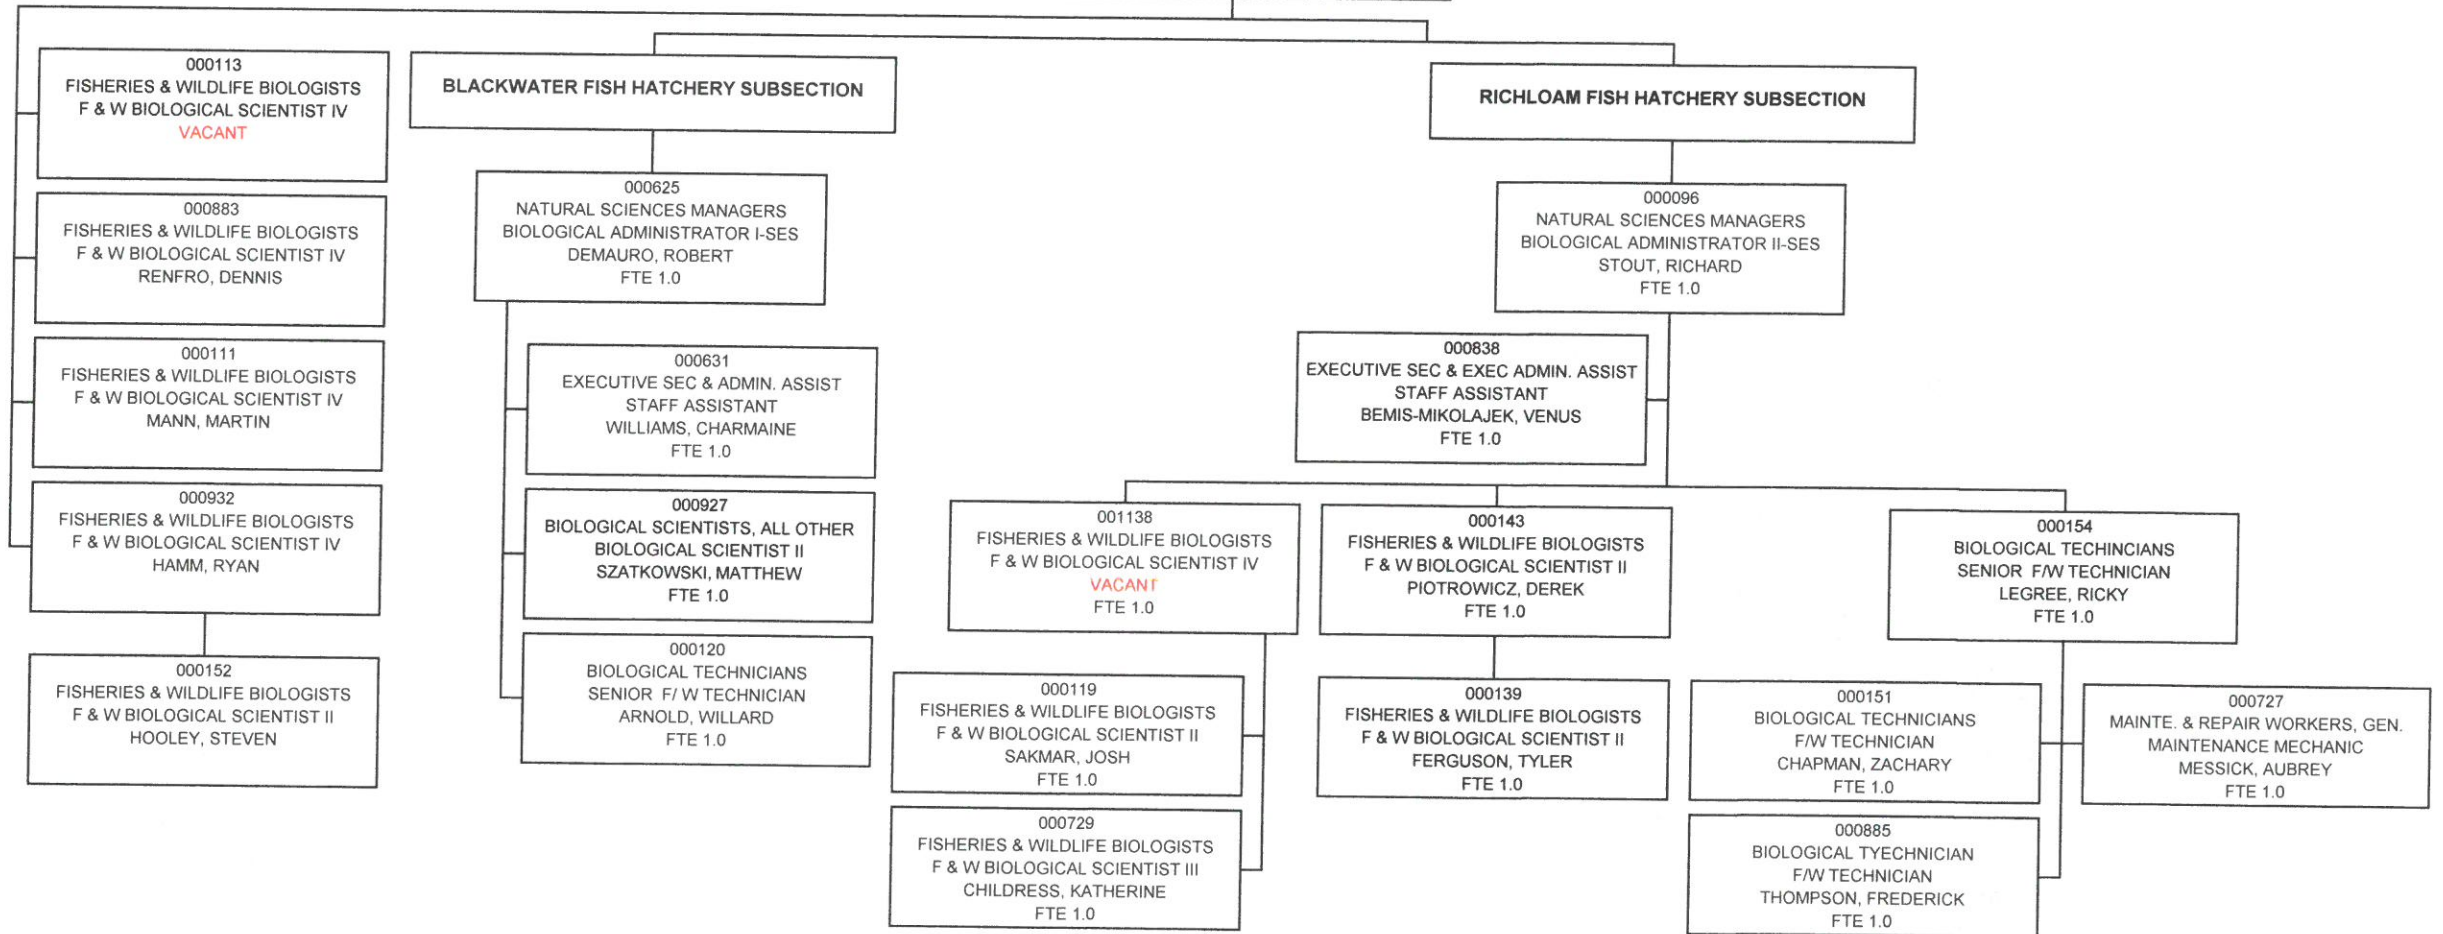 000113
FISHERIES & WILDLIFE BIOLOGISTS
F & W BIOLOGICAL SCIENTIST IV
VACANT
000883
FISHERIES & WILDLIFE BIOLOGISTS
F & W BIOLOGICAL SCIENTIST IV
RENFRO, DENNIS
000111
FISHERIES & WILDLIFE BIOLOGISTS
F & W BIOLOGICAL SCIENTIST IV
MANN, MARTIN
000932
FISHERIES & WILDLIFE BIOLOGISTS
F & W BIOLOGICAL SCIENTIST IV
HAMM, RYAN
000152
FISHERIES & WILDLIFE BIOLOGISTS
F & W BIOLOGICAL SCIENTIST II
HOOLEY, STEVEN
BLACKWATER FISH HATCHERY SUBSECTION
000625
NATURAL SCIENCES MANAGERS
BIOLOGICAL ADMINISTRATOR I-SES
DEMAURO, ROBERT
FTE 1.0
000631
EXECUTIVE SEC & ADMIN. ASSIST
STAFF ASSISTANT
WILLIAMS, CHARMAINE
FTE 1.0
000927
BIOLOGICAL SCIENTISTS, ALL OTHER
BIOLOGICAL SCIENTIST II
SZATKOWSKI, MATTHEW
FTE 1.0
000120
BIOLOGICAL TECHNICIANS
SENIOR F/ W TECHNICIAN
ARNOLD, WILLARD
FTE 1.0
RICHLOAM FISH HATCHERY SUBSECTION
000096
NATURAL SCIENCES MANAGERS
BIOLOGICAL ADMINISTRATOR II-SES
STOUT, RICHARD
FTE 1.0
000838
EXECUTIVE SEC & EXEC ADMIN. ASSIST
STAFF ASSISTANT
BEMIS-MIKOLAJEK, VENUS
FTE 1.0
001138
FISHERIES & WILDLIFE BIOLOGISTS
F & W BIOLOGICAL SCIENTIST IV
VACANT
FTE 1.0
000119
FISHERIES & WILDLIFE BIOLOGISTS
F & W BIOLOGICAL SCIENTIST II
SAKMAR, JOSH
FTE 1.0
000729
FISHERIES & WILDLIFE BIOLOGISTS
F & W BIOLOGICAL SCIENTIST III
CHILDRESS, KATHERINE
FTE 1.0
000143
FISHERIES & WILDLIFE BIOLOGISTS
F & W BIOLOGICAL SCIENTIST II
PIOTROWICZ, DEREK
FTE 1.0
000139
FISHERIES & WILDLIFE BIOLOGISTS
F & W BIOLOGICAL SCIENTIST II
FERGUSON, TYLER
FTE 1.0
000154
BIOLOGICAL TECHINCIANS
SENIOR F/W TECHNICIAN
LEGREE, RICKY
FTE 1.0
000151
BIOLOGICAL TECHNICIANS
F/W TECHNICIAN
CHAPMAN, ZACHARY
FTE 1.0
000727
MAINTE. & REPAIR WORKERS, GEN.
MAINTENANCE MECHANIC
MESSICK, AUBREY
FTE 1.0
000885
BIOLOGICAL TYECHNICIAN
F/W TECHNICIAN
THOMPSON, FREDERICK
FTE 1.0